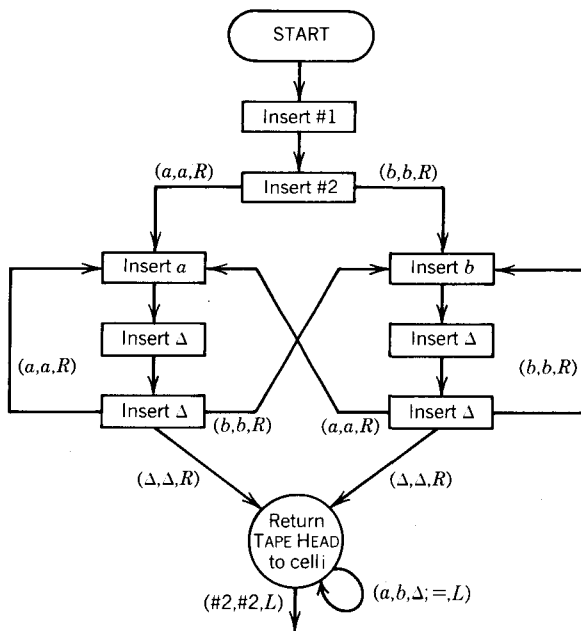 START
Insert #1
Insert #2
(a,a,R)
(b,b,R)
Insert a
Insert b
Insert Δ
Insert Δ
(a,a,R)
(b,b,R)
Insert Δ
Insert Δ
(b,b,R)
(a,a,R)
(Δ,Δ,R)
(Δ,Δ,R)
Return
TAPE HEAD
to cell i
(#2,#2,L)
(a,b,Δ;=,L)